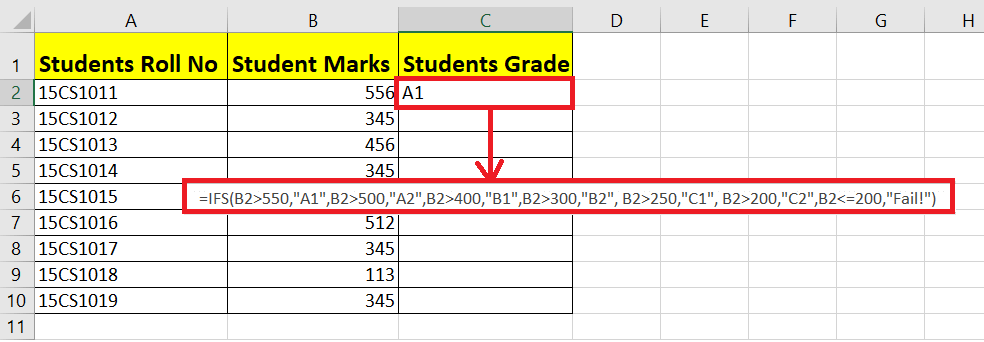 A B C D E F G H
1 Students Roll No Student Marks Students Grade
2 15CS1011 556 A1
3 15CS1012 345
4 15CS1013 456
5 15CS1014 345
6 15CS1015 =IFS(B2>550,"A1",B2>500,"A2",B2>400,"B1",B2>300,"B2", B2>250,"C1", B2>200,"C2",B2<=200,"Fail!")
7 15CS1016 512
8 15CS1017 345
9 15CS1018 113
10 15CS1019 345
11